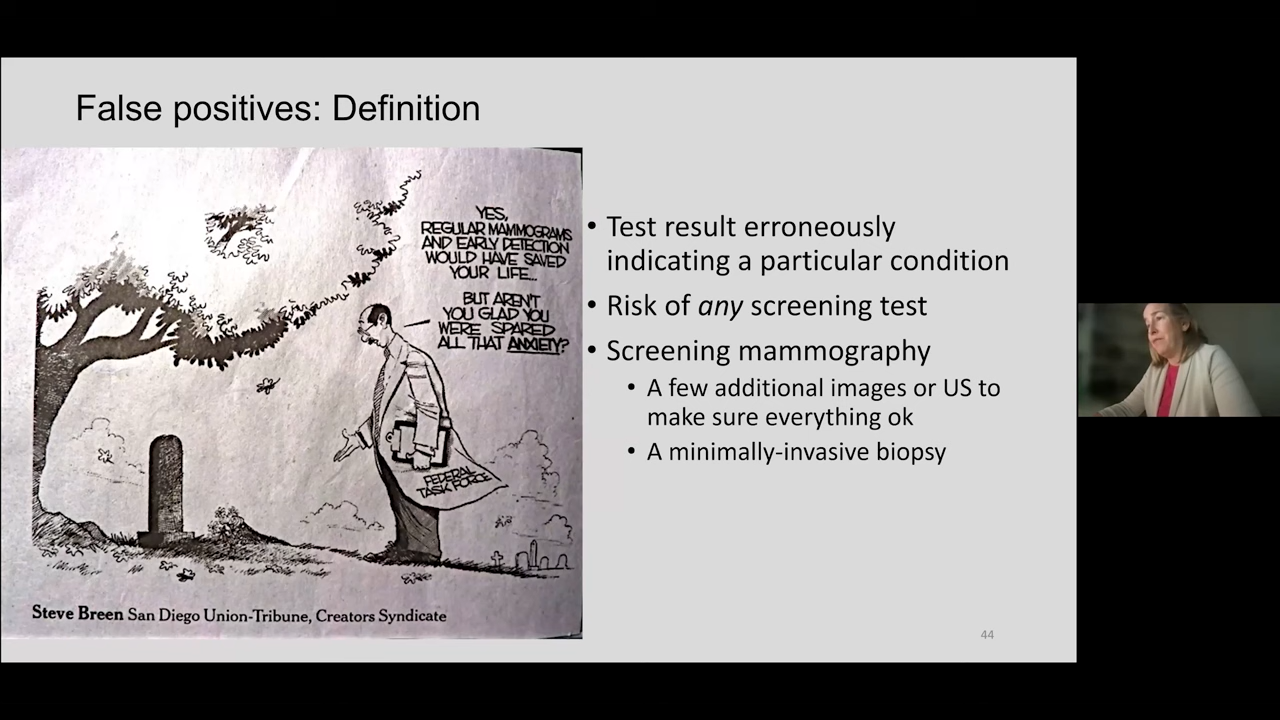 False positives: Definition
YES,
REGULAR MAMMOGRAMS
AND EARLY DETECTION
WOULD HAVE SAVED
YOUR LIFE...
BUT AREN'T
YOU GLAD YOU
WERE SPARED
ALL THAT ANXIETY?
FEDERAL
TASK FORCE
Steve Breen San Diego Union-Tribune, Creators Syndicate
• Test result erroneously
indicating a particular condition
• Risk of any screening test
• Screening mammography
• A few additional images or US to
make sure everything ok
• A minimally-invasive biopsy
44